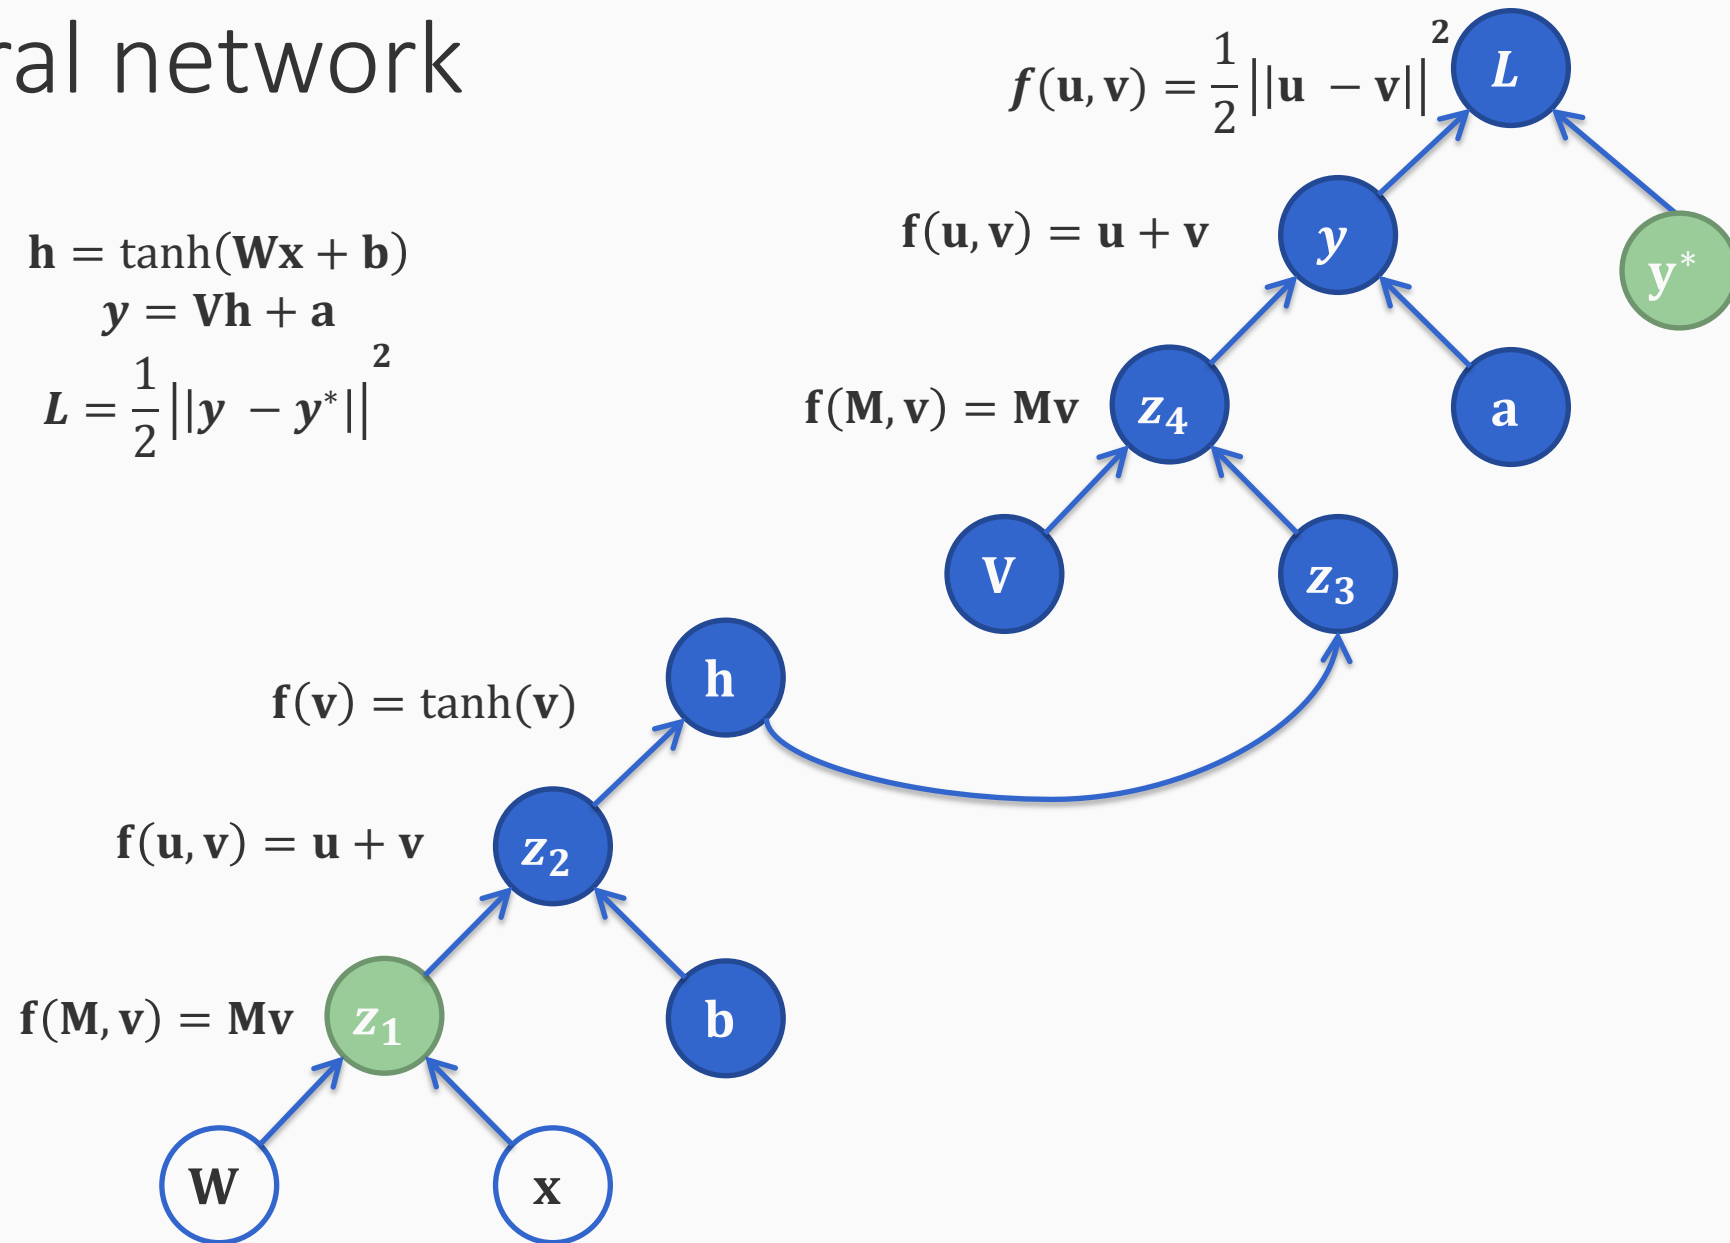 ral network
h = tanh(Wx + b)
y = Vh + a
L = 1/2 ||y − y*||²
f(u, v) = 1/2 ||u − v||²
L
f(u, v) = u + v
y
y*
f(M, v) = Mv
z₄
a
V
z₃
f(v) = tanh(v)
h
f(u, v) = u + v
z₂
f(M, v) = Mv
z₁
b
W
x